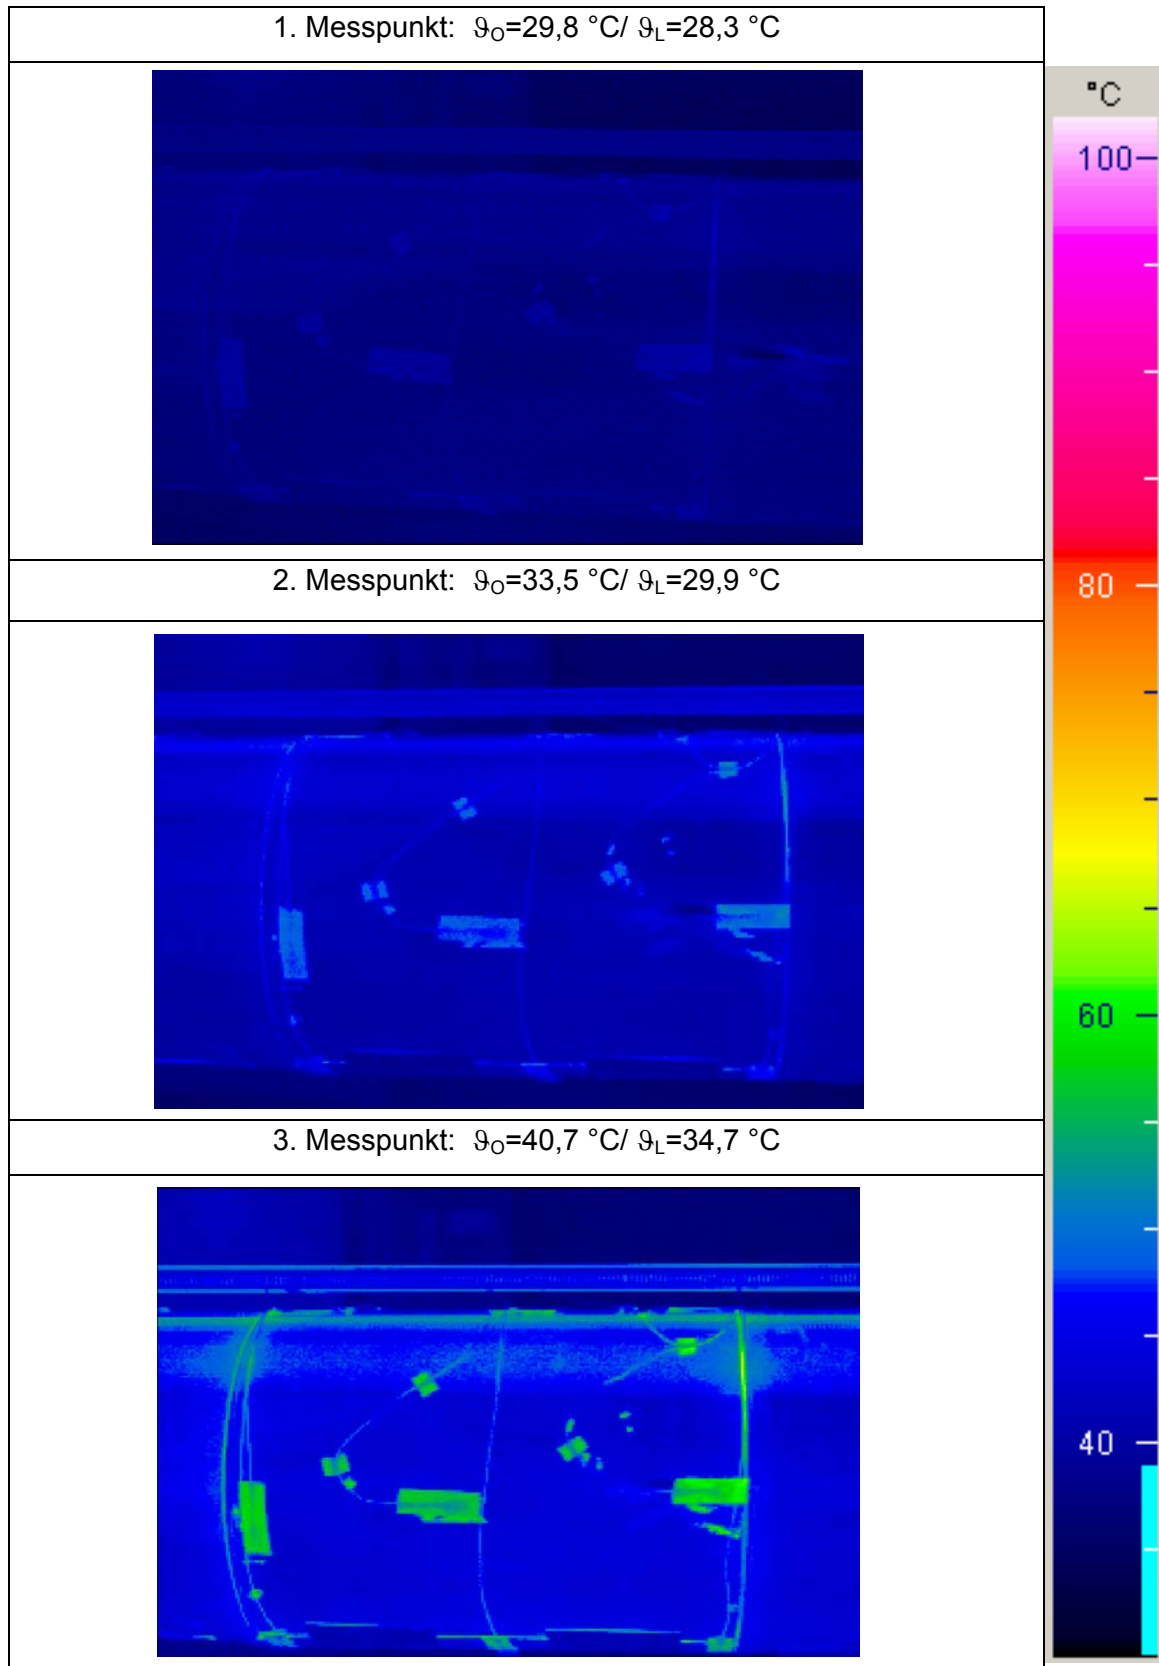 1. Messpunkt: ϑO=29,8 °C/ ϑL=28,3 °C
°C
100
80
60
40
2. Messpunkt: ϑO=33,5 °C/ ϑL=29,9 °C
3. Messpunkt: ϑO=40,7 °C/ ϑL=34,7 °C